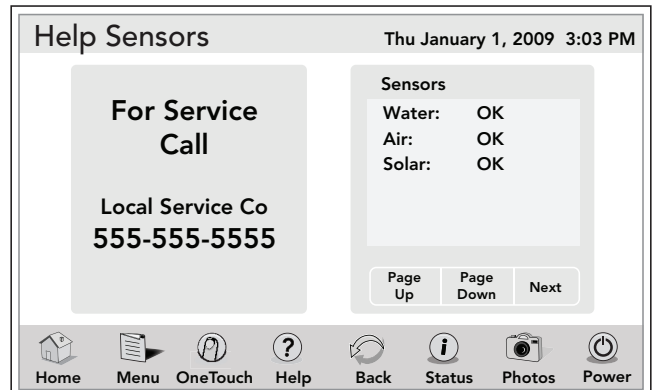 Help Sensors
Thu January 1, 2009 3:03 PM
For Service
Call
Local Service Co
555-555-5555
Sensors
Water: OK
Air: OK
Solar: OK
Page
Up
Page
Down
Next
Home
Menu
OneTouch
Help
Back
Status
Photos
Power